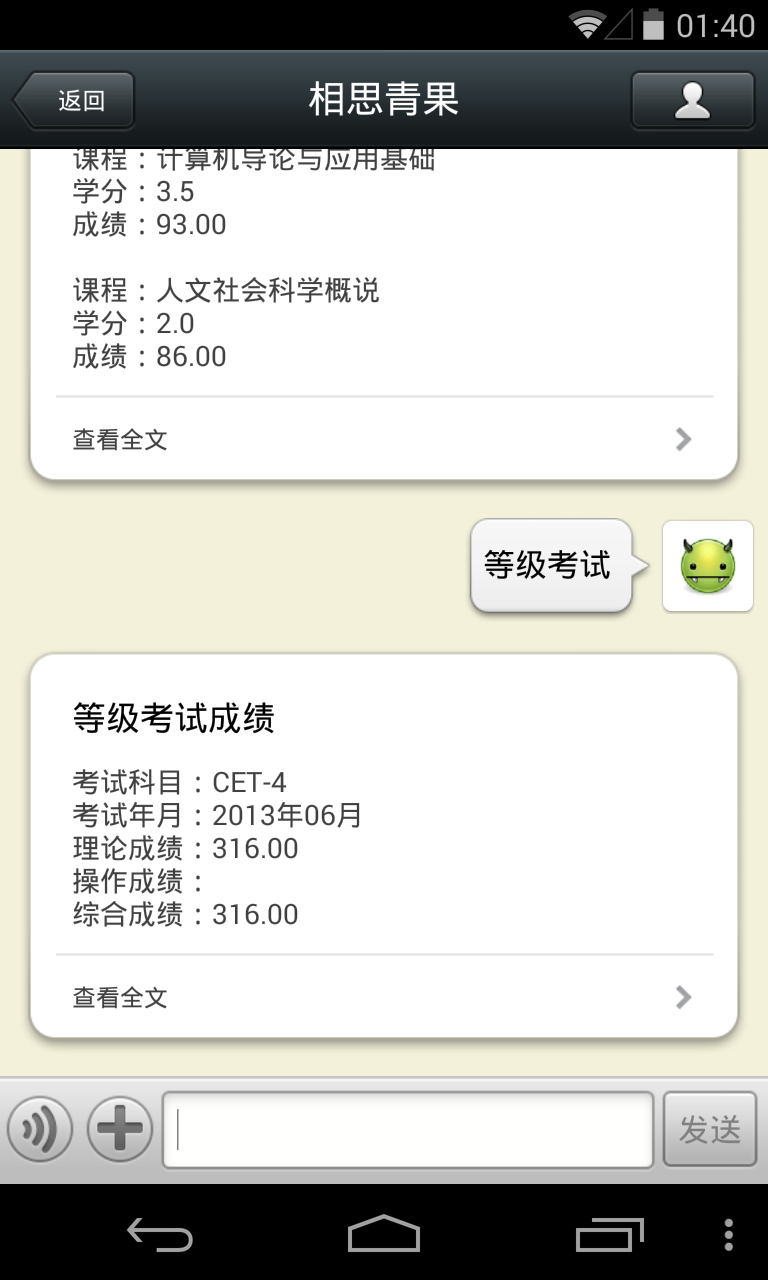 01:40
返回
相思青果
课程：计算机导论与应用基础
学分：3.5
成绩：93.00
课程：人文社会科学概说
学分：2.0
成绩：86.00
查看全文
等级考试
等级考试成绩
考试科目：CET-4
考试年月：2013年06月
理论成绩：316.00
操作成绩：
综合成绩：316.00
查看全文
发送